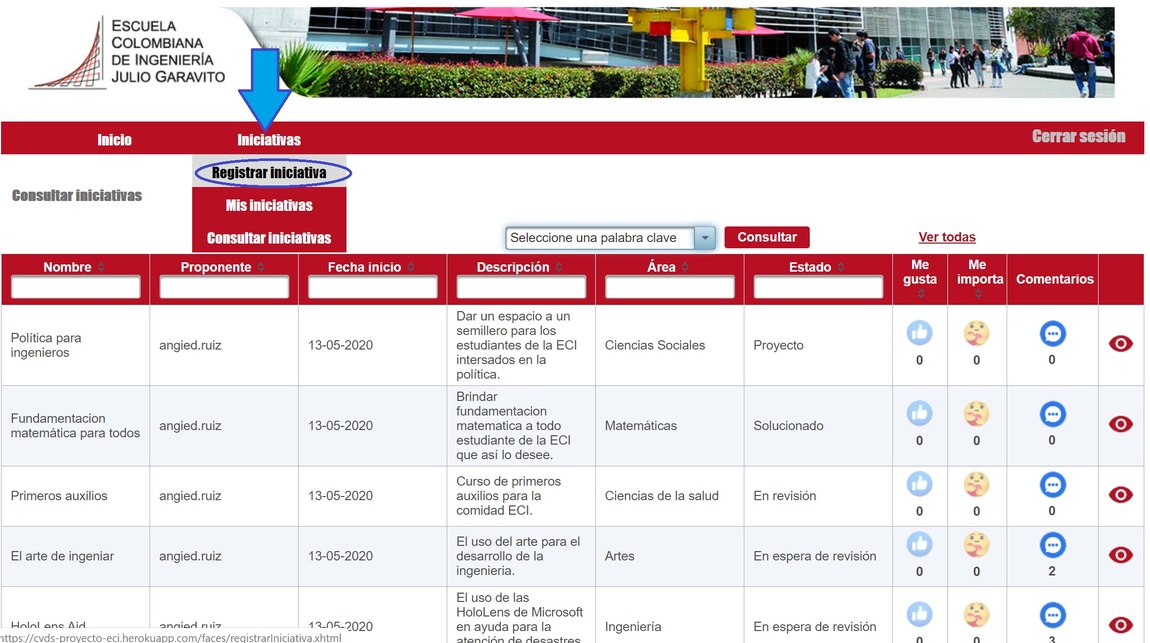 ESCUELA
COLOMBIANA
DE INGENIERÍA
JULIO GARAVITO
Inicio
Iniciativas
Cerrar sesión
Registrar iniciativa
Mis iniciativas
Consultar iniciativas
Consultar iniciativas
Seleccione una palabra clave
Consultar
Ver todas
Nombre
Proponente
Fecha inicio
Descripción
Área
Estado
Me
gusta
Me
importa
Comentarios
Política para
ingenieros
angied.ruiz
13-05-2020
Dar un espacio a un
semillero para los
estudiantes de la ECI
intersados en la
política.
Ciencias Sociales
Proyecto
0
0
0
Fundamentacion
matemática para todos
angied.ruiz
13-05-2020
Brindar
fundamentacion
matematica a todo
estudiante de la ECI
que así lo desee.
Matemáticas
Solucionado
0
0
0
Primeros auxilios
angied.ruiz
13-05-2020
Curso de primeros
auxilios para la
comidad ECI.
Ciencias de la salud
En revisión
0
0
0
El arte de ingeniar
angied.ruiz
13-05-2020
El uso del arte para el
desarrollo de la
ingenieria.
Artes
En espera de revisión
0
0
2
HoloLens Aid
angied.ruiz
13-05-2020
El uso de las
HoloLens de Microsoft
en ayuda para la
atención de desastres
Ingeniería
En espera de revisión
0
0
3
https://cvds-proyecto-eci.herokuapp.com/faces/registrarIniciativa.xhtml